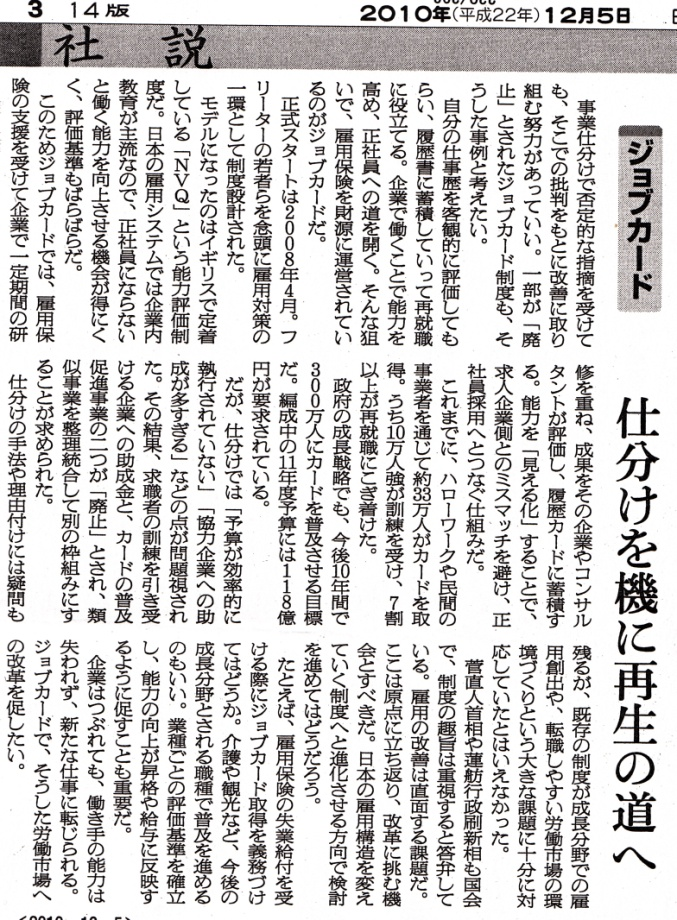 3 14版
2010年(平成22年)12月5日
社説
ジョブカード
仕分けを機に再生の道へ
事業仕分けで否定的な指摘を受けて
も、そこでの批判をもとに改善に取り
組む努力があっていい。一部が「廃
止」とされたジョブカード制度も、そ
うした事例と考えたい。
自分の仕事歴を客観的に評価しても
らい、履歴書に蓄積していって再就職
に役立てる。企業で働くことで能力を
高め、正社員への道を開く。そんな狙
いで、雇用保険を財源に運営されてい
るのがジョブカードだ。
正式スタートは2008年4月。フ
リーターの若者らを念頭に雇用対策の
一環として制度設計された。
モデルになったのはイギリスで定着
している「NVQ」という能力評価制
度だ。日本の雇用システムでは企業内
教育が主流なので、正社員にならない
と働く能力を向上させる機会が得にく
く、評価基準もばらばらだ。
このためジョブカードでは、雇用保
険の支援を受けて企業で一定期間の研
修を重ね、成果をその企業やコンサル
タントが評価し、履歴カードに蓄積す
る。能力を「見える化」することで、
求人企業側とのミスマッチを避け、正
社員採用へとつなぐ仕組みだ。
これまでに、ハローワークや民間の
事業者を通じて約33万人がカードを取
得。うち10万人強が訓練を受け、7割
以上が再就職にこぎ着けた。
政府の成長戦略でも、今後10年間で
300万人にカードを普及させる目標
だ。編成中の11年度予算には118億
円が要求されている。
だが、仕分けでは「予算が効率的に
執行されていない」「協力企業への助
成が多すぎる」などの点が問題視され
た。その結果、求職者の訓練を引き受
ける企業への助成金と、カードの普及
促進事業の二つが「廃止」とされ、類
似事業を整理統合して別の枠組みにす
ることが求められた。
仕分けの手法や理由付けには疑問も
残るが、既存の制度が成長分野での雇
用創出や、転職しやすい労働市場の環
境づくりという大きな課題に十分に対
応していたとはいえなかった。
菅直人首相や蓮舫行政刷新相も国会
で、制度の趣旨は重視すると答弁して
いる。雇用の改善は直面する課題だ。
ここは原点に立ち返り、改革に挑む機
会とすべきだ。日本の雇用構造を変え
ていく制度へと進化させる方向で検討
を進めてはどうだろう。
たとえば、雇用保険の失業給付を受
ける際にジョブカード取得を義務づけ
てはどうか。介護や観光など、今後の
成長分野とされる職種で普及を進める
のもいい。業種ごとの評価基準を確立
し、能力の向上が昇格や給与に反映す
るように促すことも重要だ。
企業はつぶれても、働き手の能力は
失われず、新たな仕事に転じられる。
ジョブカードで、そうした労働市場へ
の改革を促したい。